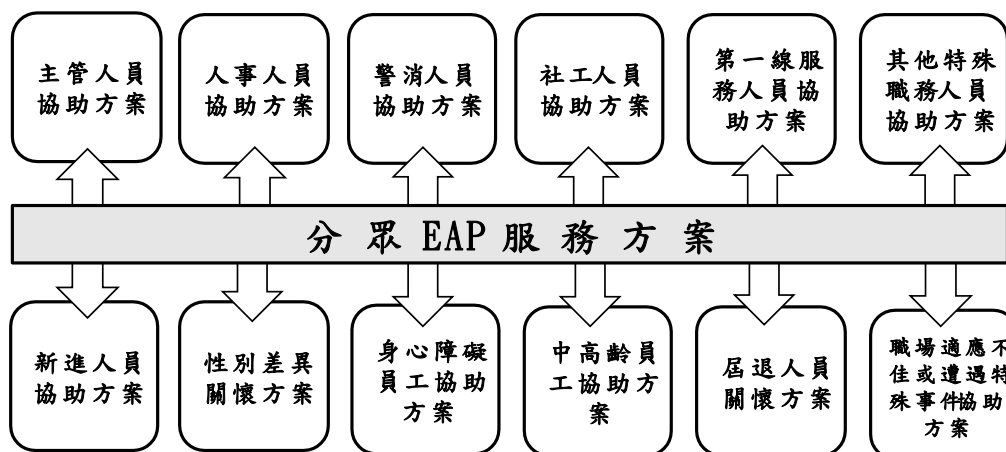 主管人員
協助方案
人事人員
協助方案
警消人員
協助方案
社工人員
協助方案
第一線服
務人員協
助方案
其他特殊
職務人員
協助方案
分眾EAP服務方案
新進人員
協助方案
性別差異
關懷方案
身心障礙
員工協助
方案
中高齡員
工協助方
案
屆退人員
關懷方案
職場適應不
佳或遭遇特
殊事件協助
方案